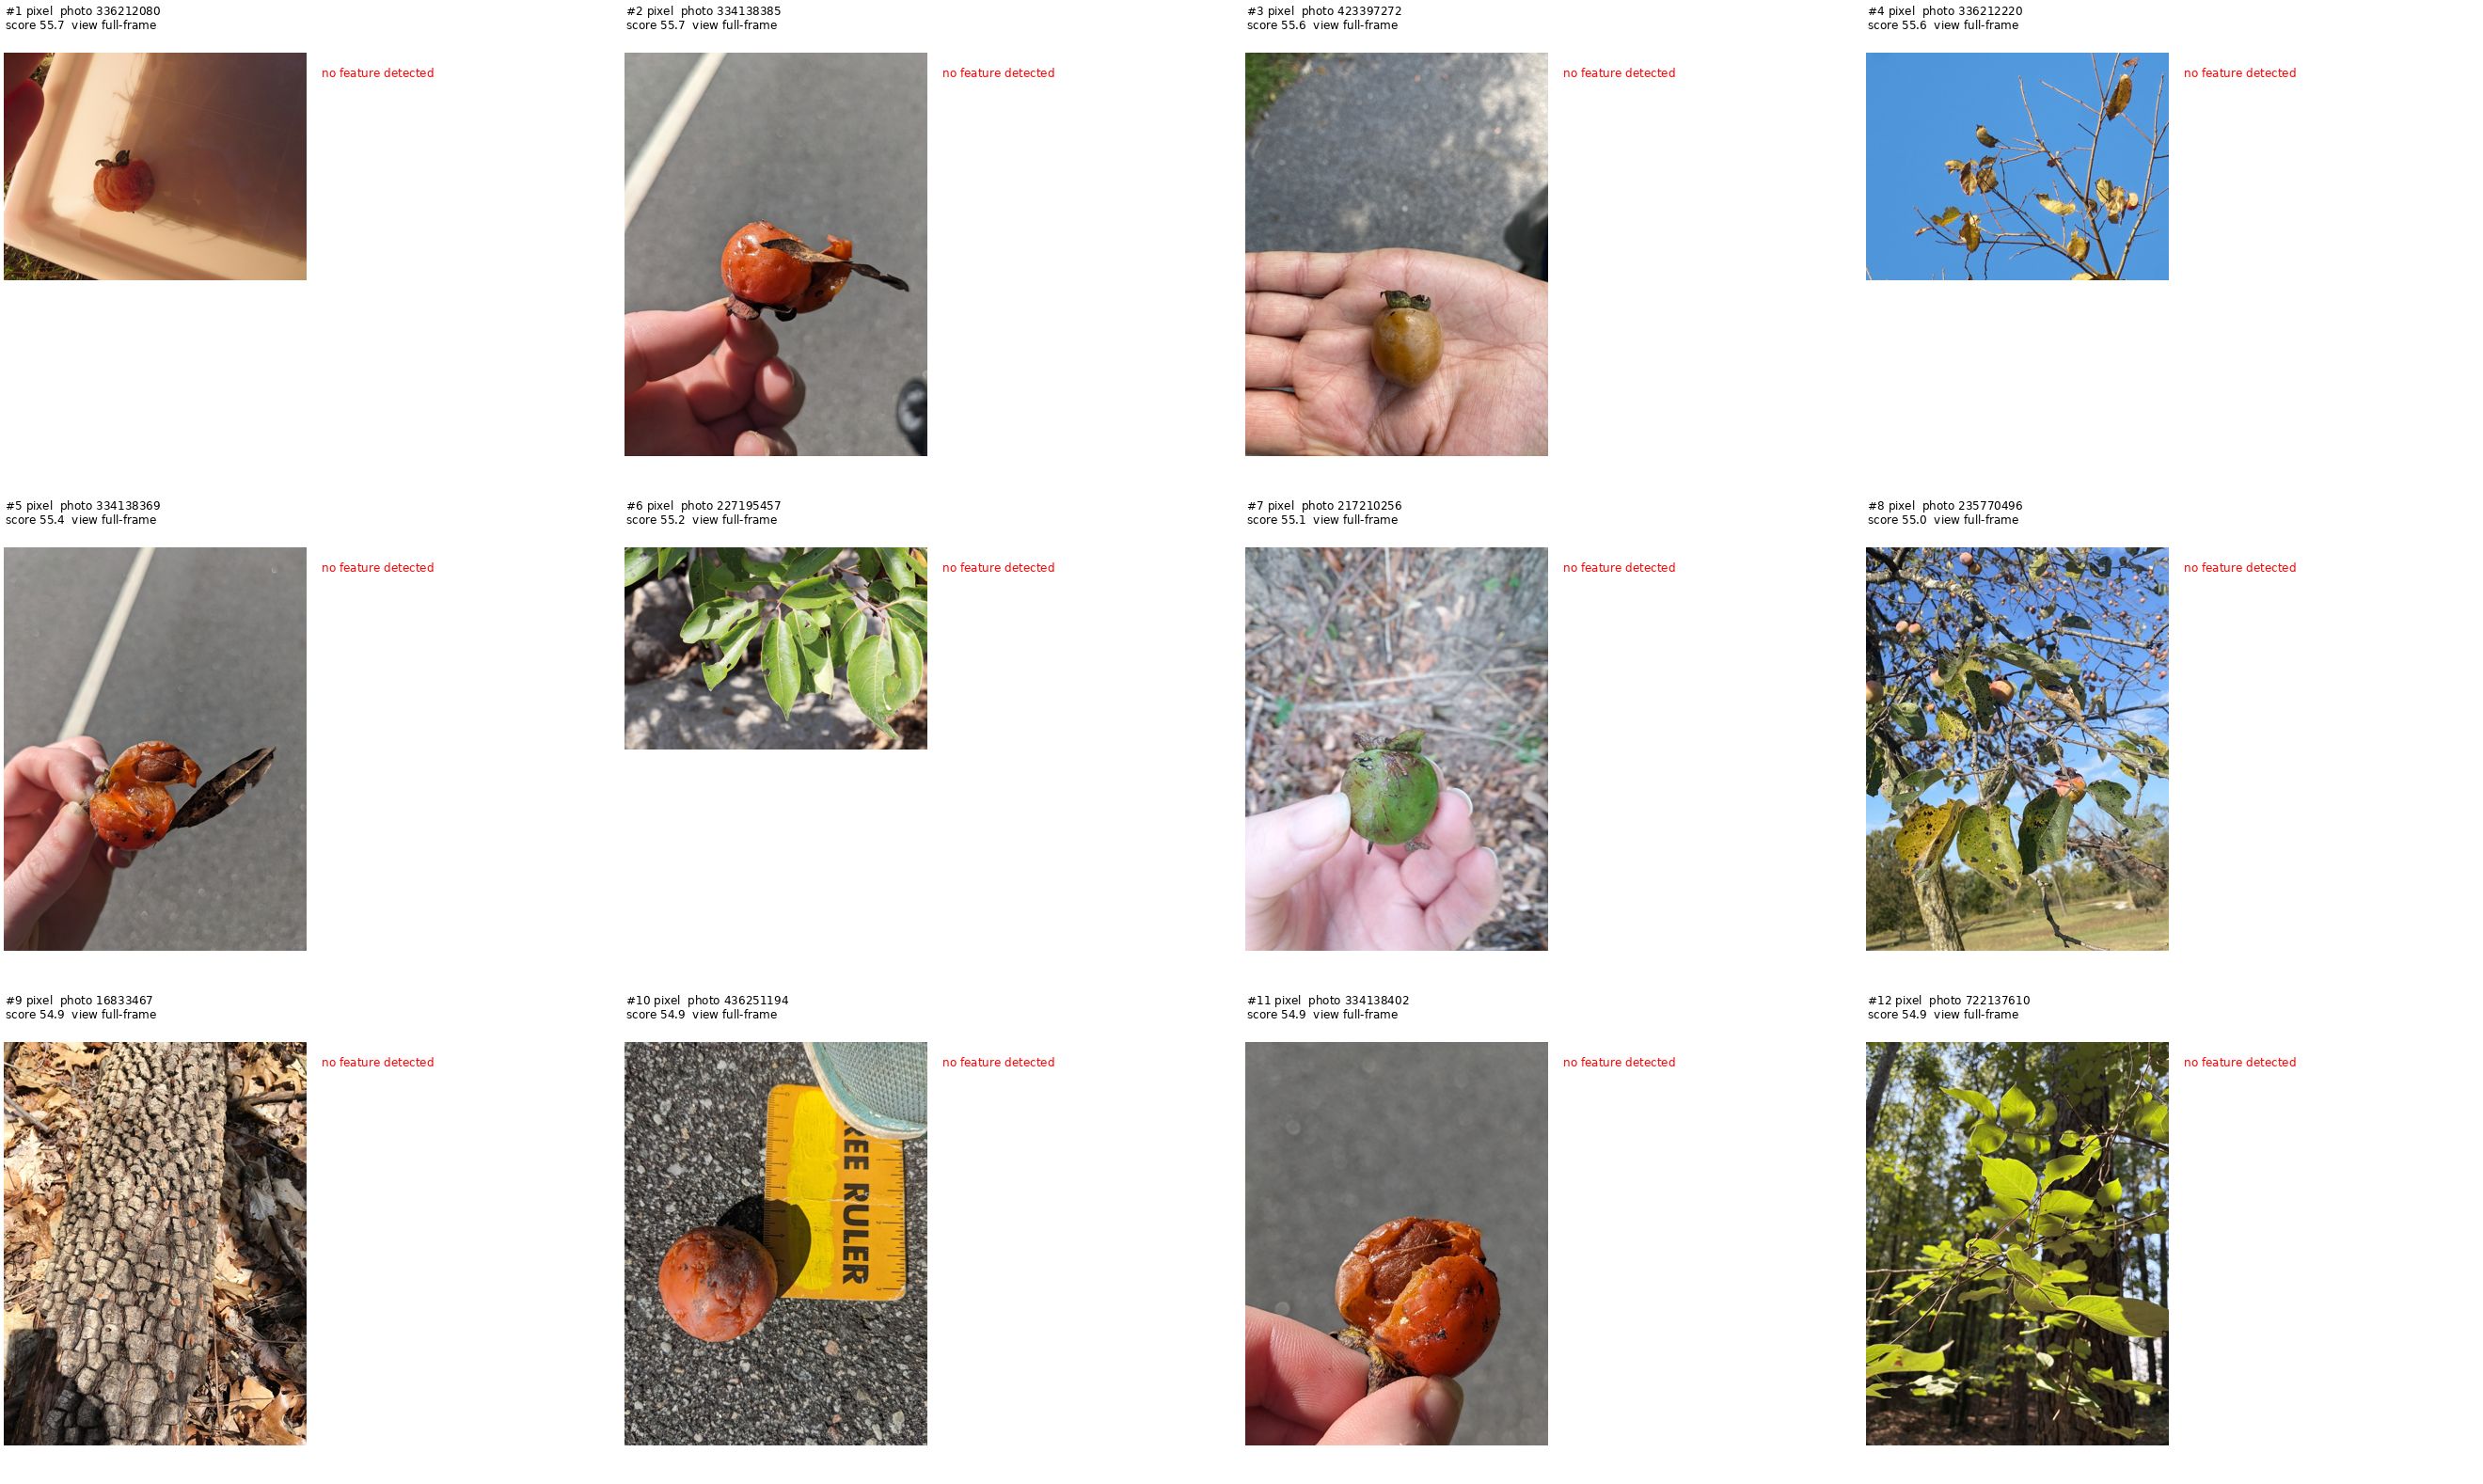 #1 pixel  photo 336212080
score 55.7  view full-frame
no feature detected
#2 pixel  photo 334138385
score 55.7  view full-frame
no feature detected
#3 pixel  photo 423397272
score 55.6  view full-frame
no feature detected
#4 pixel  photo 336212220
score 55.6  view full-frame
no feature detected
#5 pixel  photo 334138369
score 55.4  view full-frame
no feature detected
#6 pixel  photo 227195457
score 55.2  view full-frame
no feature detected
#7 pixel  photo 217210256
score 55.1  view full-frame
no feature detected
#8 pixel  photo 235770496
score 55.0  view full-frame
no feature detected
#9 pixel  photo 16833467
score 54.9  view full-frame
no feature detected
#10 pixel  photo 436251194
score 54.9  view full-frame
no feature detected
EE RULER
#11 pixel  photo 334138402
score 54.9  view full-frame
no feature detected
#12 pixel  photo 722137610
score 54.9  view full-frame
no feature detected